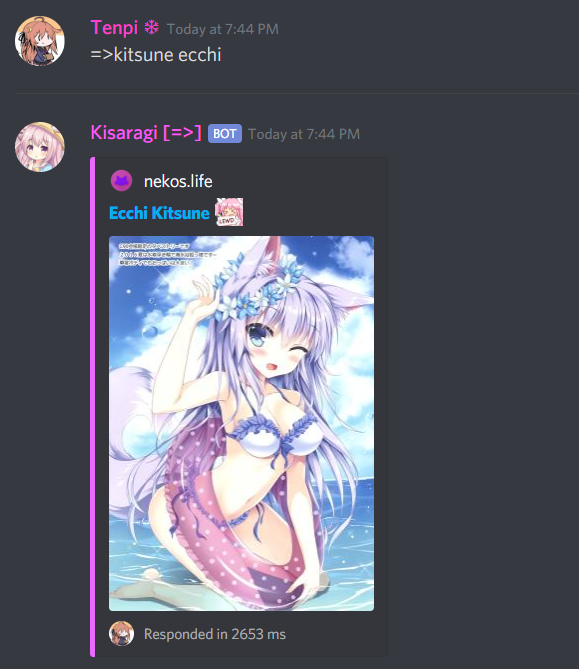 Tenpi ❄ Today at 7:44 PM
=>kitsune ecchi
Kisaragi [=>] BOT Today at 7:44 PM
nekos.life
Ecchi Kitsune
LEWD
Responded in 2653 ms